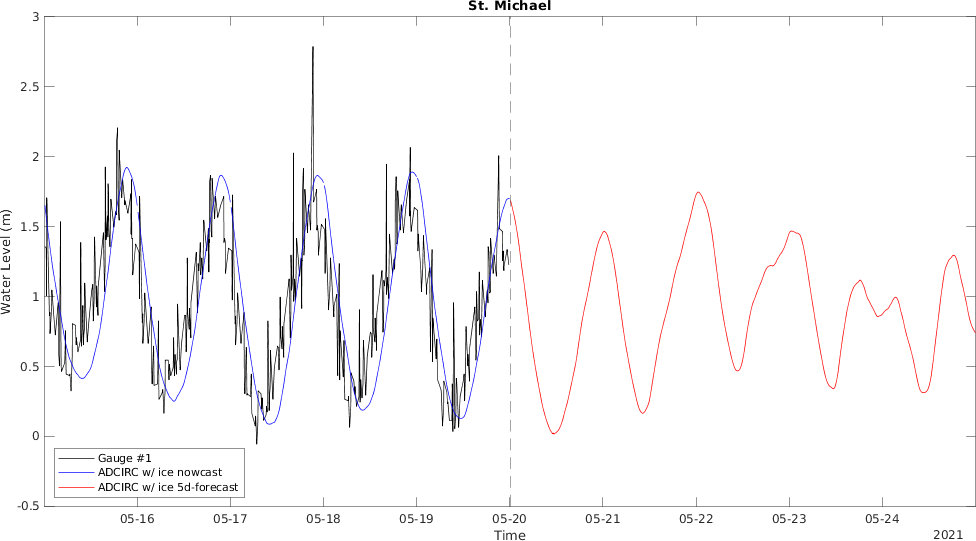 St. Michael
3
2.5
2
1.5
1
0.5
0
-0.5
Water Level (m)
Gauge #1
ADCIRC w/ ice nowcast
ADCIRC w/ ice 5d-forecast
05-16 05-17 05-18 05-19 05-20 05-21 05-22 05-23 05-24
Time
2021